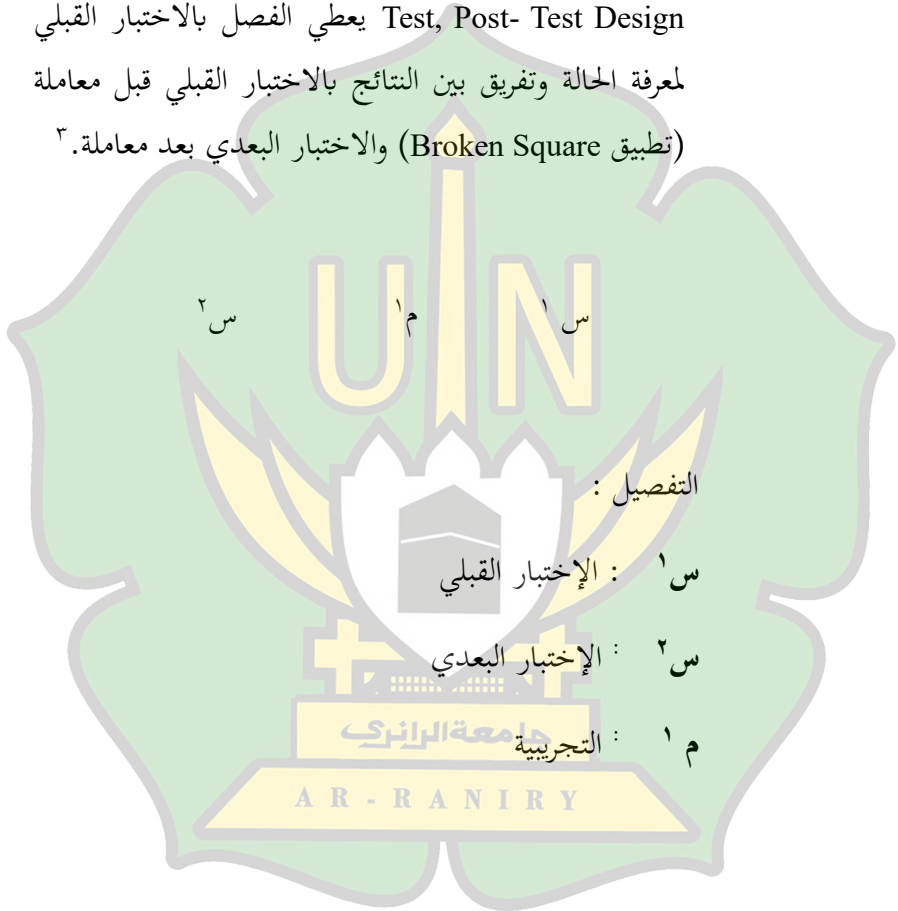 Test, Post- Test Design يعطي الفصل بالاختبار القبلي
لمعرفة الحالة وتفريق بين النتائج بالاختبار القبلي قبل معاملة
(تطبيق Broken Square) والاختبار البعدي بعد معاملة.٣
س١ م١ س٢
UIN
التفصيل :
س١ : الإختبار القبلي
س٢ : الإختبار البعدي
م١ : التجريبية
جامعة الرانري
AR-RANIRY